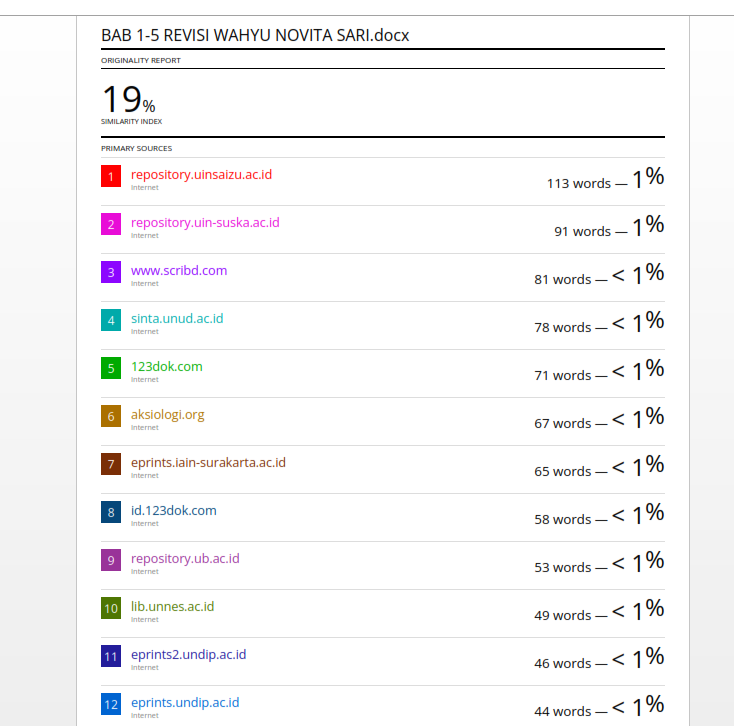 BAB 1-5 REVISI WAHYU NOVITA SARI.docx
ORIGINALITY REPORT
19%
SIMILARITY INDEX
PRIMARY SOURCES
1 repository.uinsaizu.ac.id 113 words — 1%
Internet
2 repository.uin-suska.ac.id 91 words — 1%
Internet
3 www.scribd.com 81 words — < 1%
Internet
4 sinta.unud.ac.id 78 words — < 1%
Internet
5 123dok.com 71 words — < 1%
Internet
6 aksiologi.org 67 words — < 1%
Internet
7 eprints.iain-surakarta.ac.id 65 words — < 1%
Internet
8 id.123dok.com 58 words — < 1%
Internet
9 repository.ub.ac.id 53 words — < 1%
Internet
10 lib.unnes.ac.id 49 words — < 1%
Internet
11 eprints2.undip.ac.id 46 words — < 1%
Internet
12 eprints.undip.ac.id 44 words — < 1%
Internet